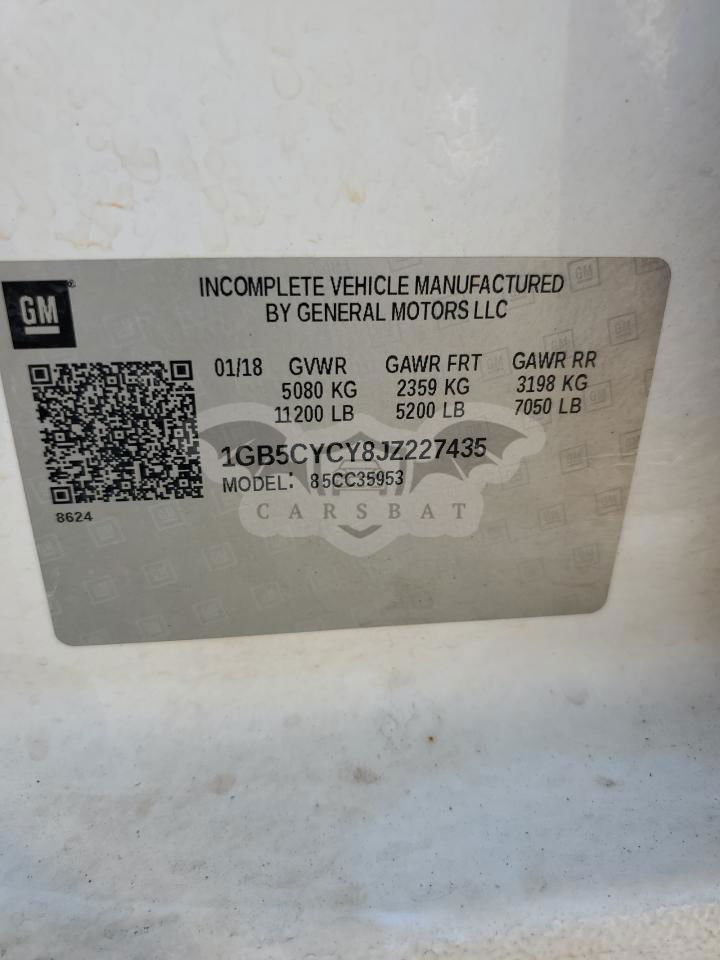 GM
INCOMPLETE VEHICLE MANUFACTURED
BY GENERAL MOTORS LLC
01/18 GVWR GAWR FRT GAWR RR
5080 KG 2359 KG 3198 KG
11200 LB 5200 LB 7050 LB
1GB5CYCY8JZ227435
MODEL: 85CC35953
8624
CARSBAT